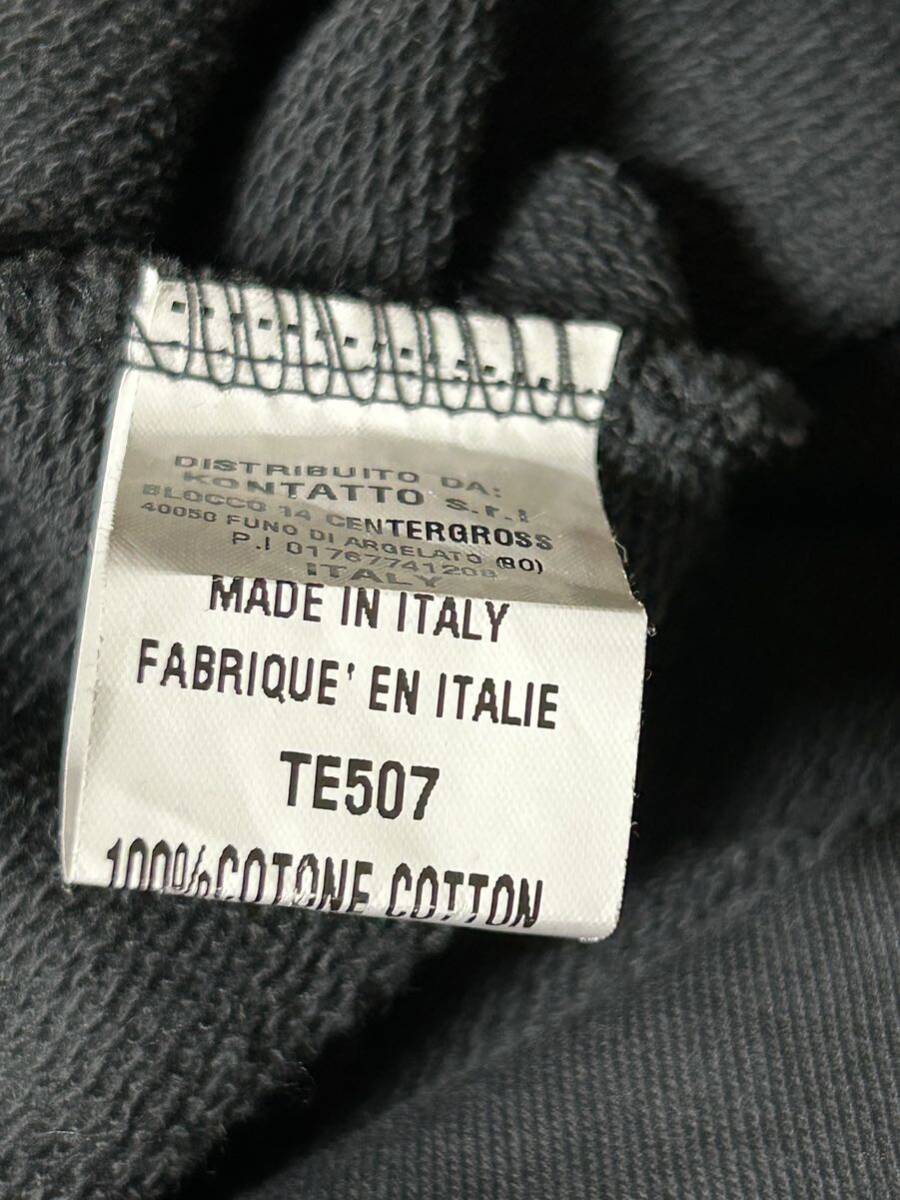 DISTRIBUITO DA:
KONTATTO S.r.l
BLOCCO 14 CENTERGROSS
40050 FUNO DI ARGELATO (BO)
P.I 01767741208
ITALY
MADE IN ITALY
FABRIQUE' EN ITALIE
TE507
100%COTONE COTTON